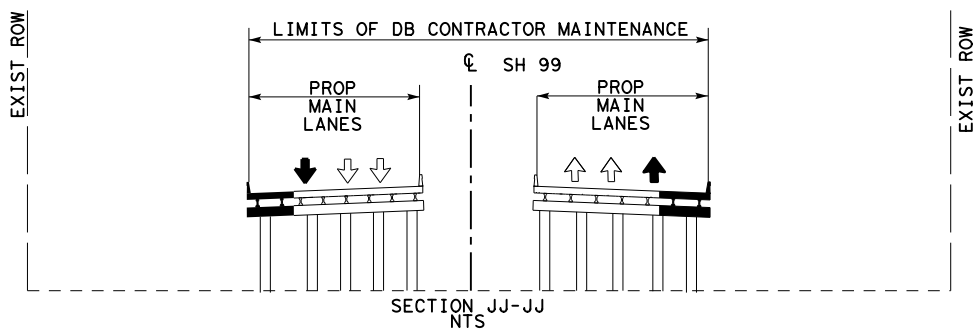 LIMITS OF DB CONTRACTOR MAINTENANCE
EXIST ROW
℄ SH 99
EXIST ROW
PROP
MAIN
LANES
PROP
MAIN
LANES
SECTION JJ-JJ
NTS